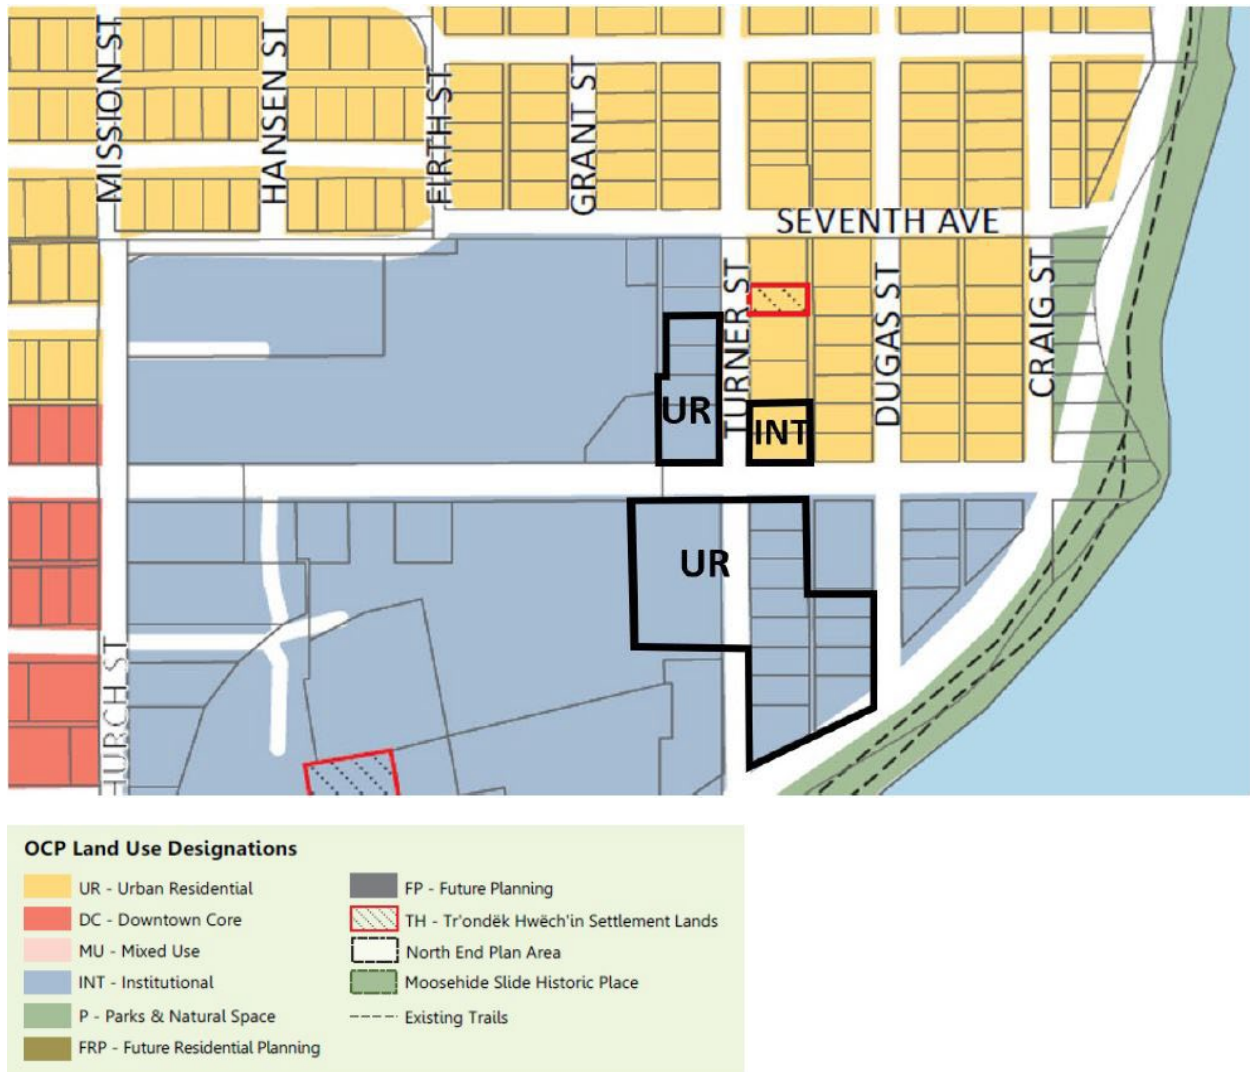 MISSION ST
HANSEN ST
FIRTH ST
GRANT ST
SEVENTH AVE
TURNER ST
DUGAS ST
CRAIG ST
UR
INT
UR
HURCH ST
OCP Land Use Designations
UR - Urban Residential
DC - Downtown Core
MU - Mixed Use
INT - Institutional
P - Parks & Natural Space
FRP - Future Residential Planning
FP - Future Planning
TH - Tr'ondëk Hwëch'in Settlement Lands
North End Plan Area
Moosehide Slide Historic Place
Existing Trails